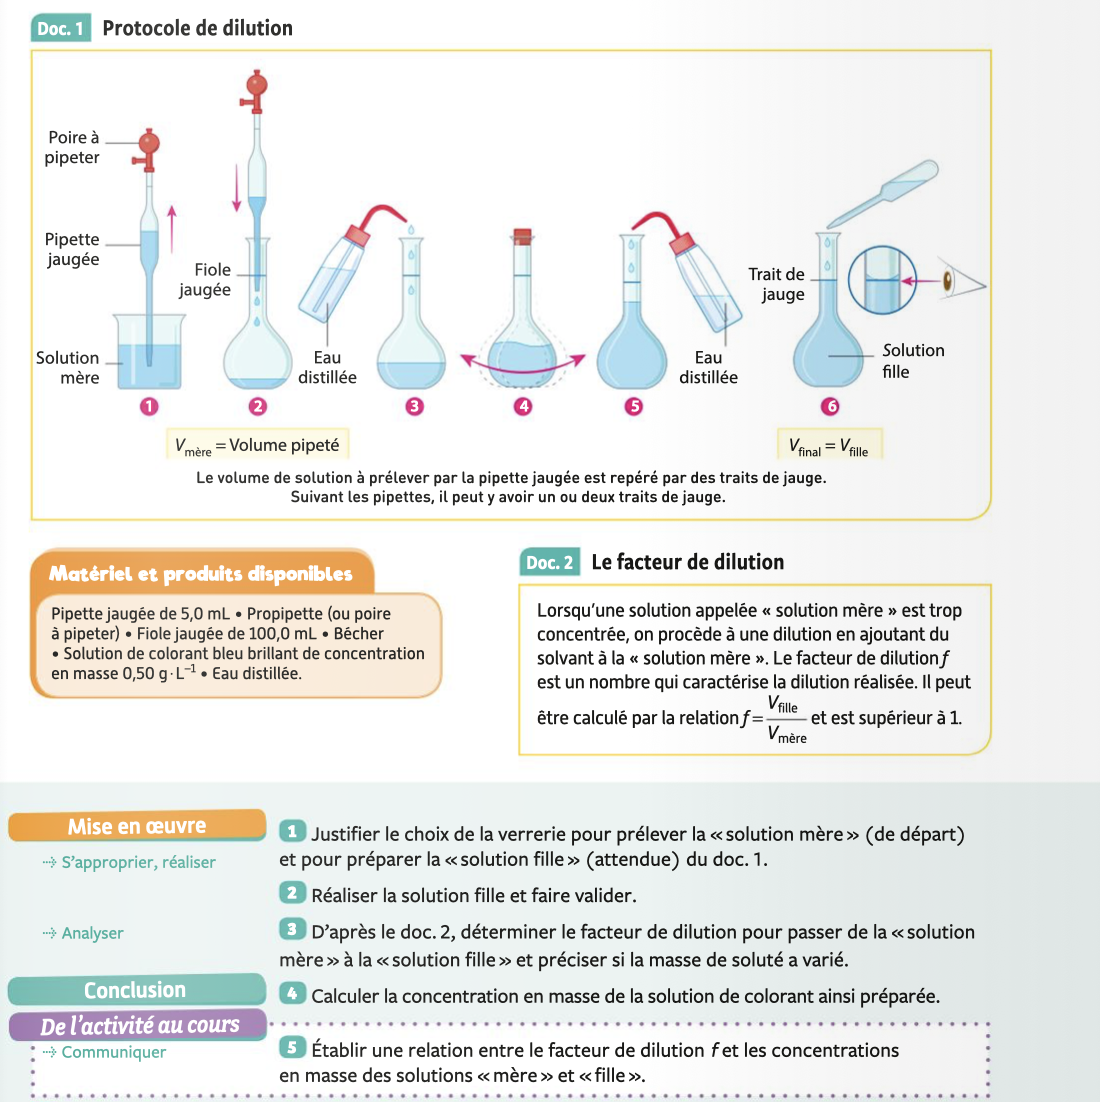 Doc. 1 Protocole de dilution
Poire à
pipeter
Pipette
jaugée
Solution
mère
Fiole
jaugée
Eau
distillée
Eau
distillée
Trait de
jauge
Solution
fille
1 2 3 4 5 6
Vmère = Volume pipeté
Vfinal = Vfille
Le volume de solution à prélever par la pipette jaugée est repéré par des traits de jauge.
Suivant les pipettes, il peut y avoir un ou deux traits de jauge.
Matériel et produits disponibles
Pipette jaugée de 5,0 mL • Propipette (ou poire
à pipeter) • Fiole jaugée de 100,0 mL • Bécher
• Solution de colorant bleu brillant de concentration
en masse 0,50 g·L⁻¹ • Eau distillée.
Doc. 2 Le facteur de dilution
Lorsqu'une solution appelée « solution mère » est trop
concentrée, on procède à une dilution en ajoutant du
solvant à la « solution mère ». Le facteur de dilution f
est un nombre qui caractérise la dilution réalisée. Il peut
être calculé par la relation f = Vfille / Vmère et est supérieur à 1.
Mise en œuvre
S'approprier, réaliser
1 Justifier le choix de la verrerie pour prélever la « solution mère » (de départ)
et pour préparer la « solution fille » (attendue) du doc. 1.
2 Réaliser la solution fille et faire valider.
Analyser
3 D'après le doc. 2, déterminer le facteur de dilution pour passer de la « solution
mère » à la « solution fille » et préciser si la masse de soluté a varié.
Conclusion
4 Calculer la concentration en masse de la solution de colorant ainsi préparée.
De l'activité au cours
Communiquer
5 Établir une relation entre le facteur de dilution f et les concentrations
en masse des solutions « mère » et « fille ».